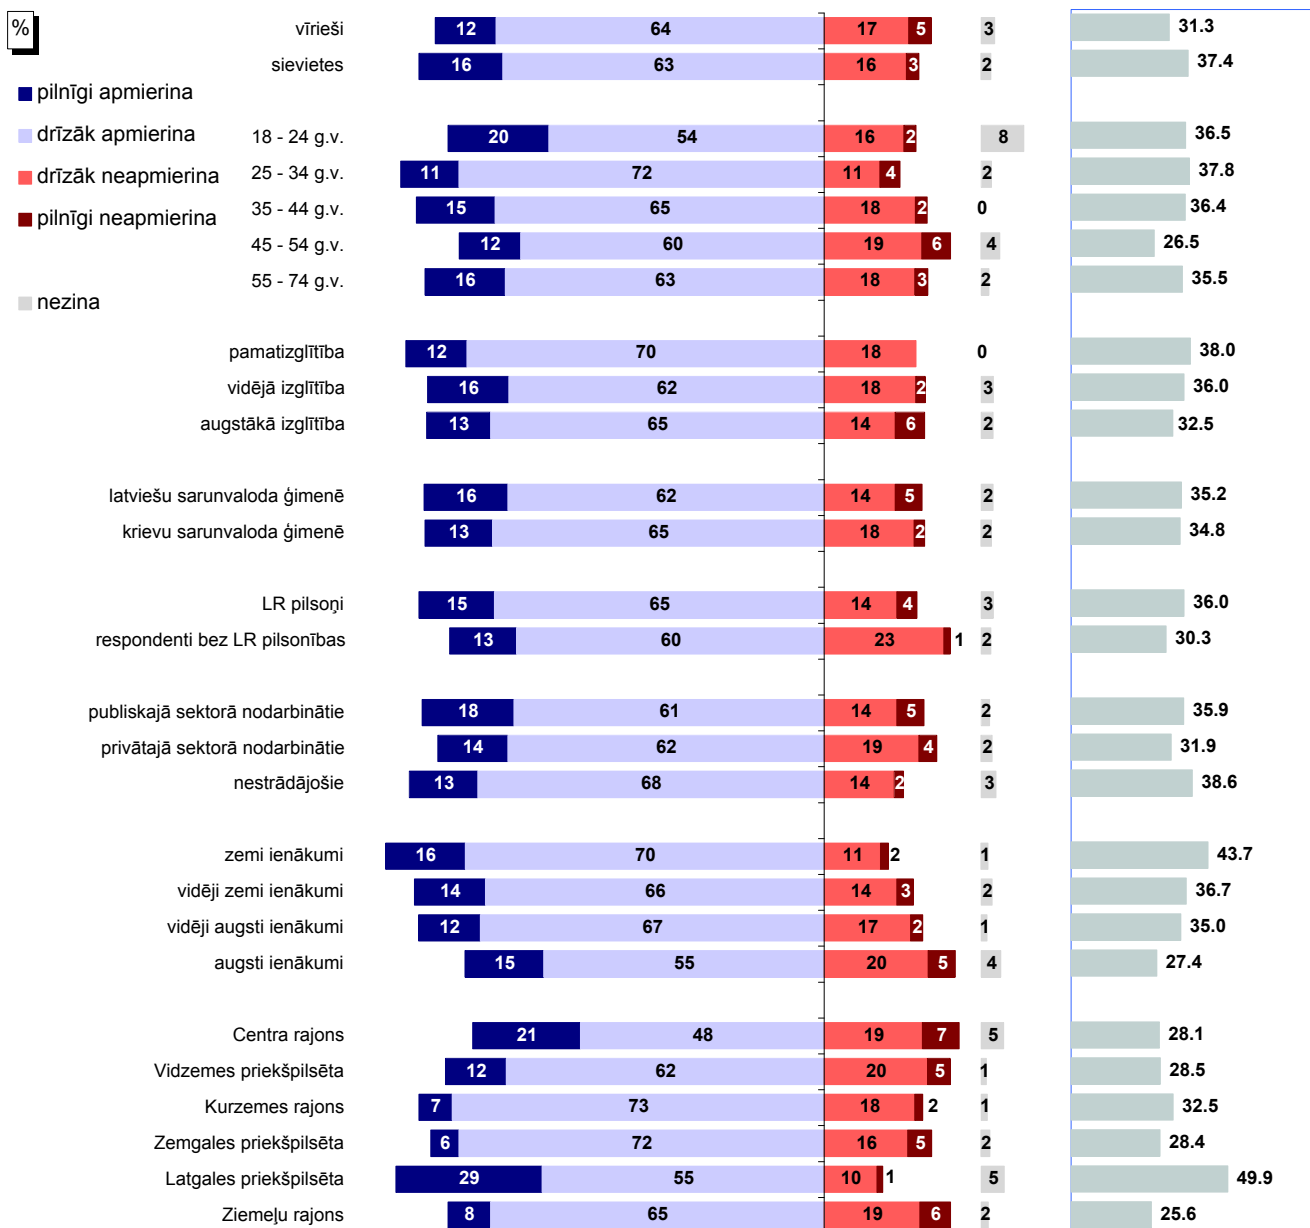 %
pilnīgi apmierina
drīzāk apmierina
drīzāk neapmierina
pilnīgi neapmierina
nezina
vīrieši 12 64 17 5 3 31.3
sievietes 16 63 16 3 2 37.4
18 - 24 g.v. 20 54 16 2 8 36.5
25 - 34 g.v. 11 72 11 4 2 37.8
35 - 44 g.v. 15 65 18 2 0 36.4
45 - 54 g.v. 12 60 19 6 4 26.5
55 - 74 g.v. 16 63 18 3 2 35.5
pamatizglītība 12 70 18 0 38.0
vidējā izglītība 16 62 18 2 3 36.0
augstākā izglītība 13 65 14 6 2 32.5
latviešu sarunvaloda ģimenē 16 62 14 5 2 35.2
krievu sarunvaloda ģimenē 13 65 18 2 2 34.8
LR pilsoņi 15 65 14 4 3 36.0
respondenti bez LR pilsonības 13 60 23 1 2 30.3
publiskajā sektorā nodarbinātie 18 61 14 5 2 35.9
privātajā sektorā nodarbinātie 14 62 19 4 2 31.9
nestrādājošie 13 68 14 2 3 38.6
zemi ienākumi 16 70 11 2 1 43.7
vidēji zemi ienākumi 14 66 14 3 2 36.7
vidēji augsti ienākumi 12 67 17 2 1 35.0
augsti ienākumi 15 55 20 5 4 27.4
Centra rajons 21 48 19 7 5 28.1
Vidzemes priekšpilsēta 12 62 20 5 1 28.5
Kurzemes rajons 7 73 18 2 1 32.5
Zemgales priekšpilsēta 6 72 16 5 2 28.4
Latgales priekšpilsēta 29 55 10 1 5 49.9
Ziemeļu rajons 8 65 19 6 2 25.6